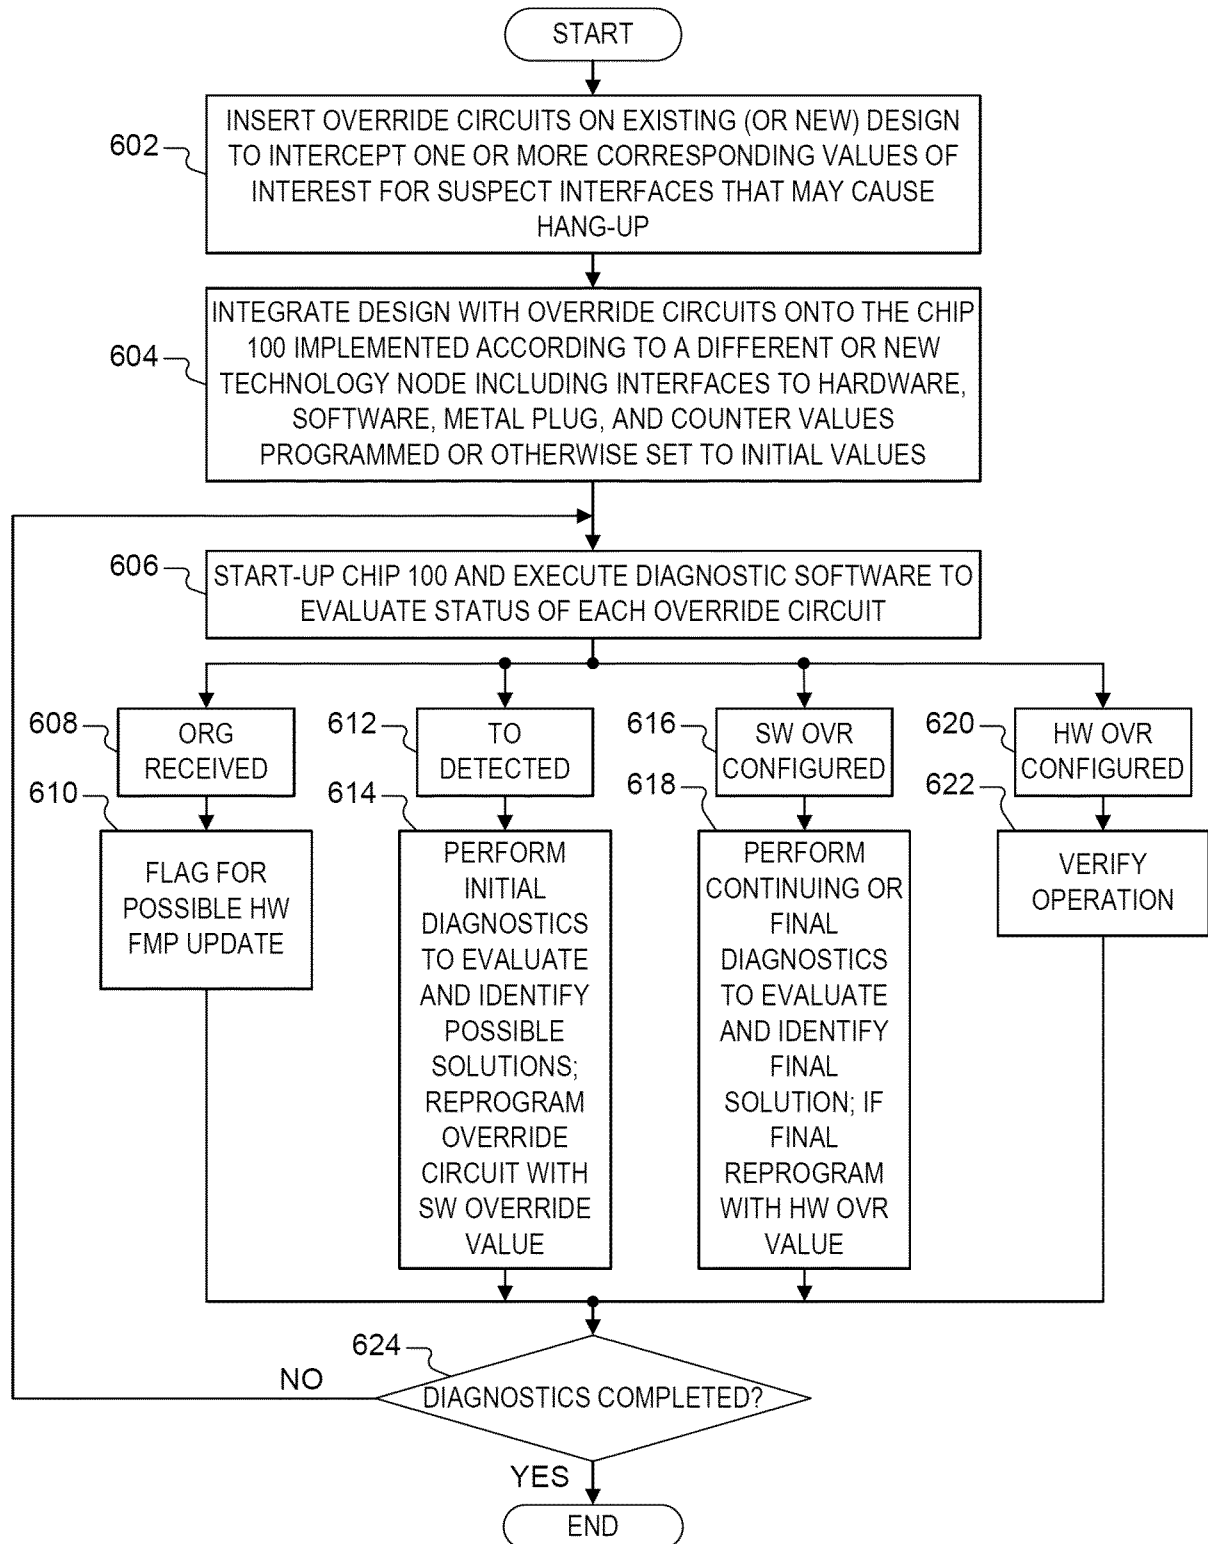 START
602
INSERT OVERRIDE CIRCUITS ON EXISTING (OR NEW) DESIGN
TO INTERCEPT ONE OR MORE CORRESPONDING VALUES OF
INTEREST FOR SUSPECT INTERFACES THAT MAY CAUSE
HANG-UP
604
INTEGRATE DESIGN WITH OVERRIDE CIRCUITS ONTO THE CHIP
100 IMPLEMENTED ACCORDING TO A DIFFERENT OR NEW
TECHNOLOGY NODE INCLUDING INTERFACES TO HARDWARE,
SOFTWARE, METAL PLUG, AND COUNTER VALUES
PROGRAMMED OR OTHERWISE SET TO INITIAL VALUES
606
START-UP CHIP 100 AND EXECUTE DIAGNOSTIC SOFTWARE TO
EVALUATE STATUS OF EACH OVERRIDE CIRCUIT
608
ORG
RECEIVED
610
FLAG FOR
POSSIBLE HW
FMP UPDATE
612
TO
DETECTED
614
PERFORM
INITIAL
DIAGNOSTICS
TO EVALUATE
AND IDENTIFY
POSSIBLE
SOLUTIONS;
REPROGRAM
OVERRIDE
CIRCUIT WITH
SW OVERRIDE
VALUE
616
SW OVR
CONFIGURED
618
PERFORM
CONTINUING OR
FINAL
DIAGNOSTICS
TO EVALUATE
AND IDENTIFY
FINAL
SOLUTION; IF
FINAL
REPROGRAM
WITH HW OVR
VALUE
620
HW OVR
CONFIGURED
622
VERIFY
OPERATION
624
DIAGNOSTICS COMPLETED?
NO
YES
END